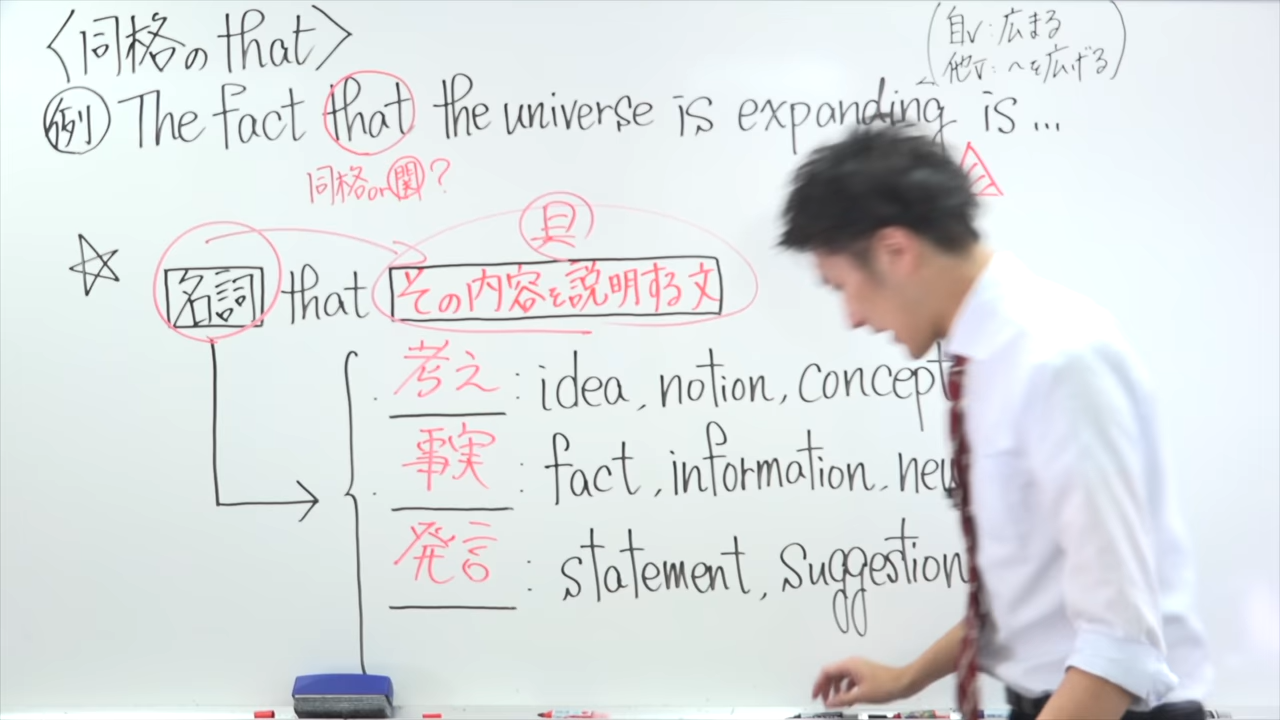 〈同格のthat〉
(自V:広まる
他V:〜を広げる)
例 The fact that the universe is expanding is...
同格or関?
具
☆ 名詞 that その内容を説明する文
考え: idea, notion, concept
事実: fact, information,
発言: statement, suggestion